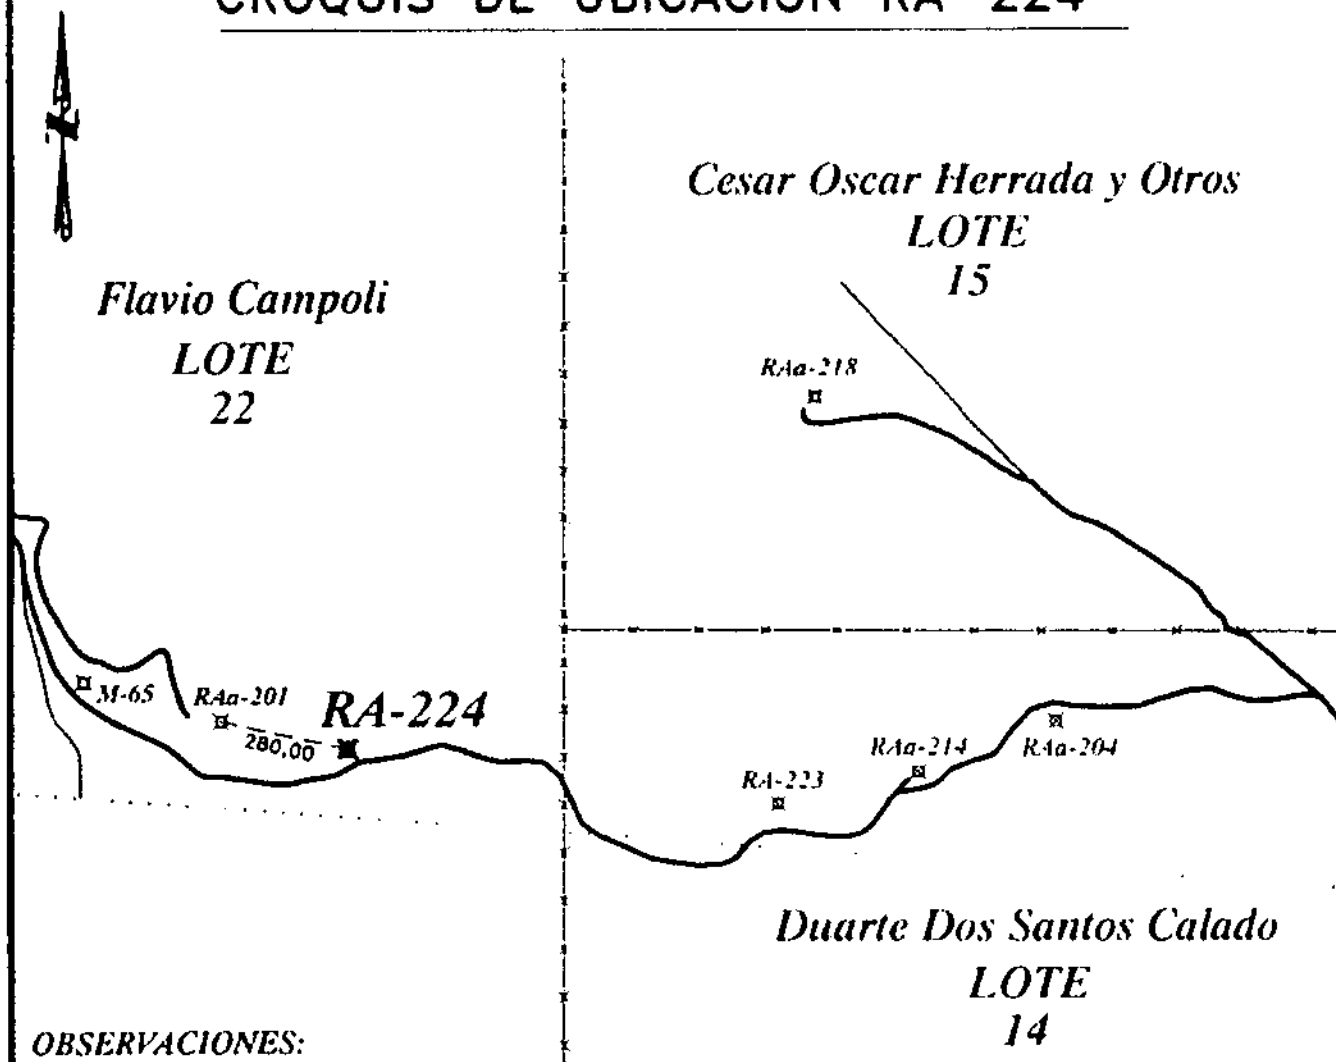 CROQUIS DE UBICACION RA-224
Cesar Oscar Herrada y Otros
LOTE
15
Flavio Campoli
LOTE
22
RAa-218
M-65
RAa-201
RA-224
280.00
RAa-214
RAa-204
RA-223
Duarte Dos Santos Calado
LOTE
14
OBSERVACIONES: